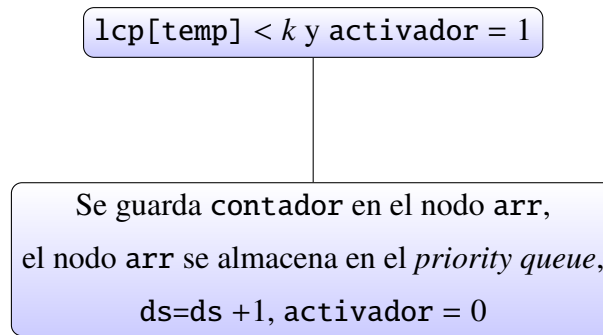 lcp[temp] < k y activador = 1
Se guarda contador en el nodo arr,
el nodo arr se almacena en el priority queue,
ds=ds +1, activador = 0